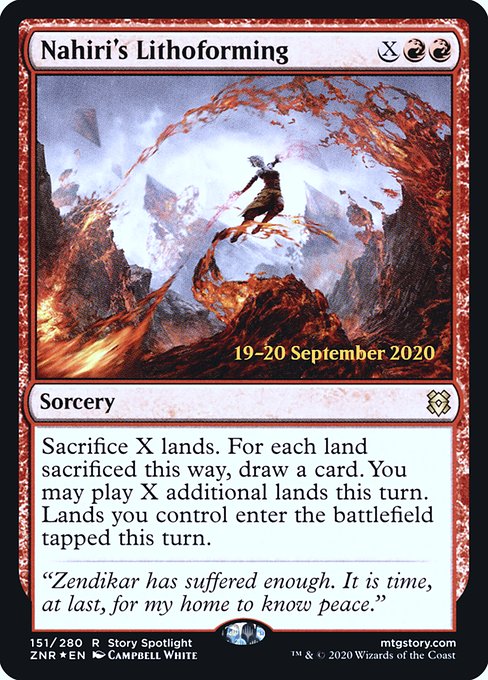 Nahiri's Lithoforming X
19–20 September 2020
Sorcery
Sacrifice X lands. For each land
sacrificed this way, draw a card. You
may play X additional lands this turn.
Lands you control enter the battlefield
tapped this turn.
“Zendikar has suffered enough. It is time,
at last, for my home to know peace.”
151/280 R Story Spotlight
mtgstory.com
ZNR ★ EN Campbell White
™ & © 2020 Wizards of the Coast